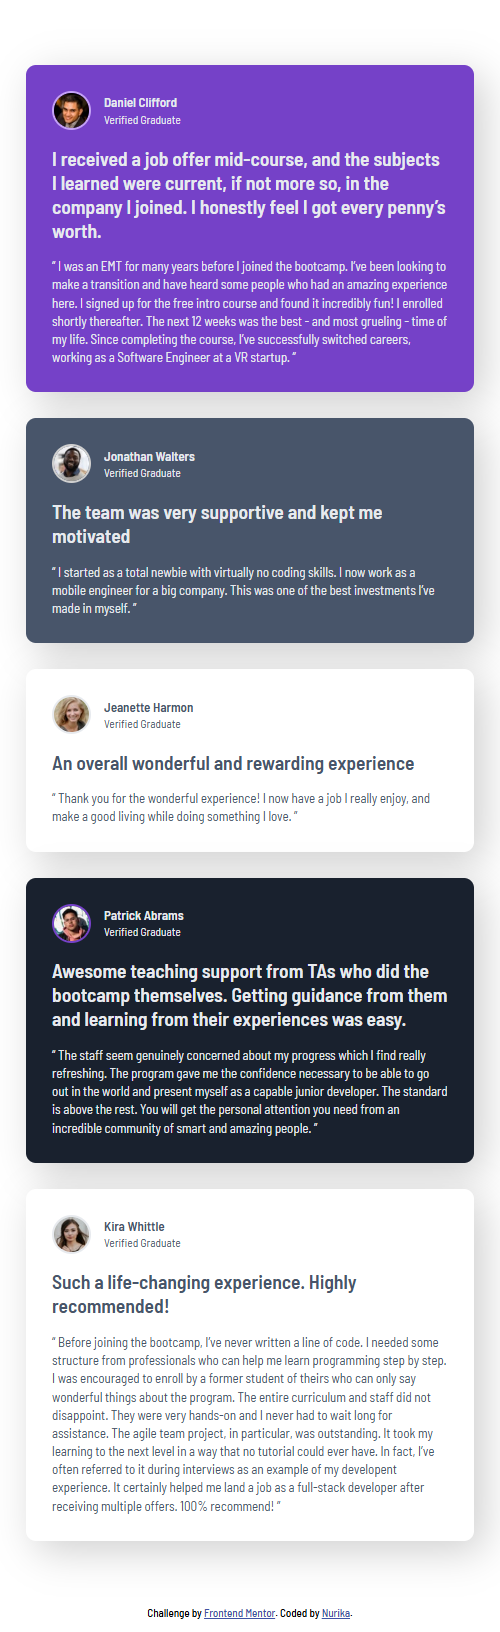 Daniel Clifford
Verified Graduate
I received a job offer mid-course, and the subjects
I learned were current, if not more so, in the
company I joined. I honestly feel I got every penny’s
worth.
“ I was an EMT for many years before I joined the bootcamp. I’ve been looking to
make a transition and have heard some people who had an amazing experience
here. I signed up for the free intro course and found it incredibly fun! I enrolled
shortly thereafter. The next 12 weeks was the best - and most grueling - time of
my life. Since completing the course, I’ve successfully switched careers,
working as a Software Engineer at a VR startup. ”
Jonathan Walters
Verified Graduate
The team was very supportive and kept me
motivated
“ I started as a total newbie with virtually no coding skills. I now work as a
mobile engineer for a big company. This was one of the best investments I’ve
made in myself. ”
Jeanette Harmon
Verified Graduate
An overall wonderful and rewarding experience
“ Thank you for the wonderful experience! I now have a job I really enjoy, and
make a good living while doing something I love. ”
Patrick Abrams
Verified Graduate
Awesome teaching support from TAs who did the
bootcamp themselves. Getting guidance from them
and learning from their experiences was easy.
“ The staff seem genuinely concerned about my progress which I find really
refreshing. The program gave me the confidence necessary to be able to go
out in the world and present myself as a capable junior developer. The standard
is above the rest. You will get the personal attention you need from an
incredible community of smart and amazing people. ”
Kira Whittle
Verified Graduate
Such a life-changing experience. Highly
recommended!
“ Before joining the bootcamp, I’ve never written a line of code. I needed some
structure from professionals who can help me learn programming step by step.
I was encouraged to enroll by a former student of theirs who can only say
wonderful things about the program. The entire curriculum and staff did not
disappoint. They were very hands-on and I never had to wait long for
assistance. The agile team project, in particular, was outstanding. It took my
learning to the next level in a way that no tutorial could ever have. In fact, I’ve
often referred to it during interviews as an example of my developent
experience. It certainly helped me land a job as a full-stack developer after
receiving multiple offers. 100% recommend! ”
Challenge by Frontend Mentor. Coded by Nurika.